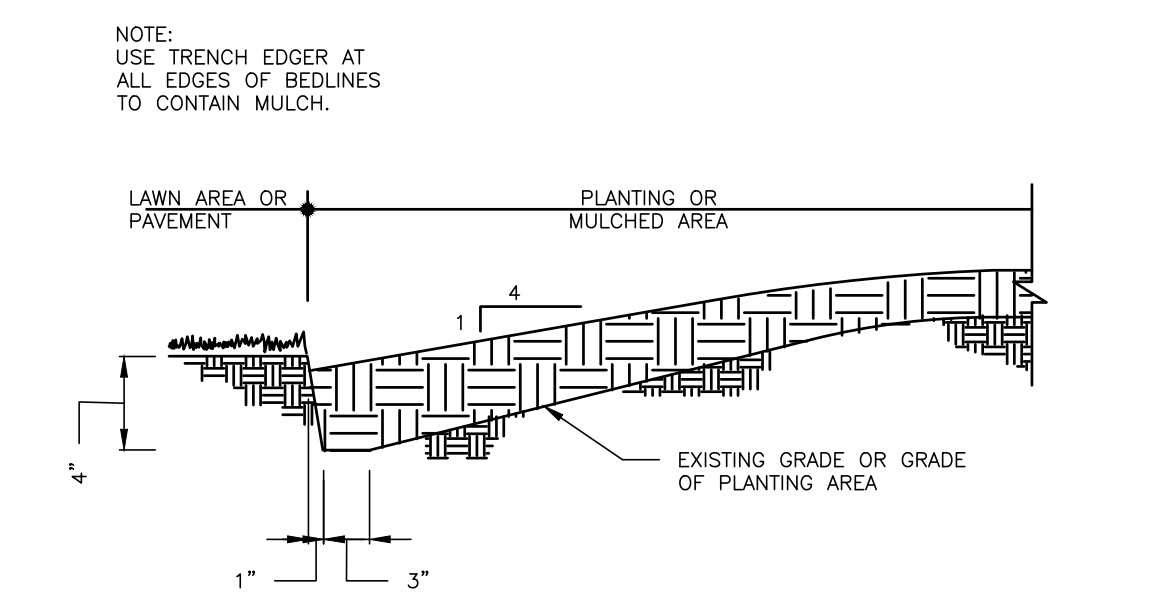 NOTE:
USE TRENCH EDGER AT
ALL EDGES OF BEDLINES
TO CONTAIN MULCH.
LAWN AREA OR
PAVEMENT
PLANTING OR
MULCHED AREA
4
1
4"
EXISTING GRADE OR GRADE
OF PLANTING AREA
1"
3"